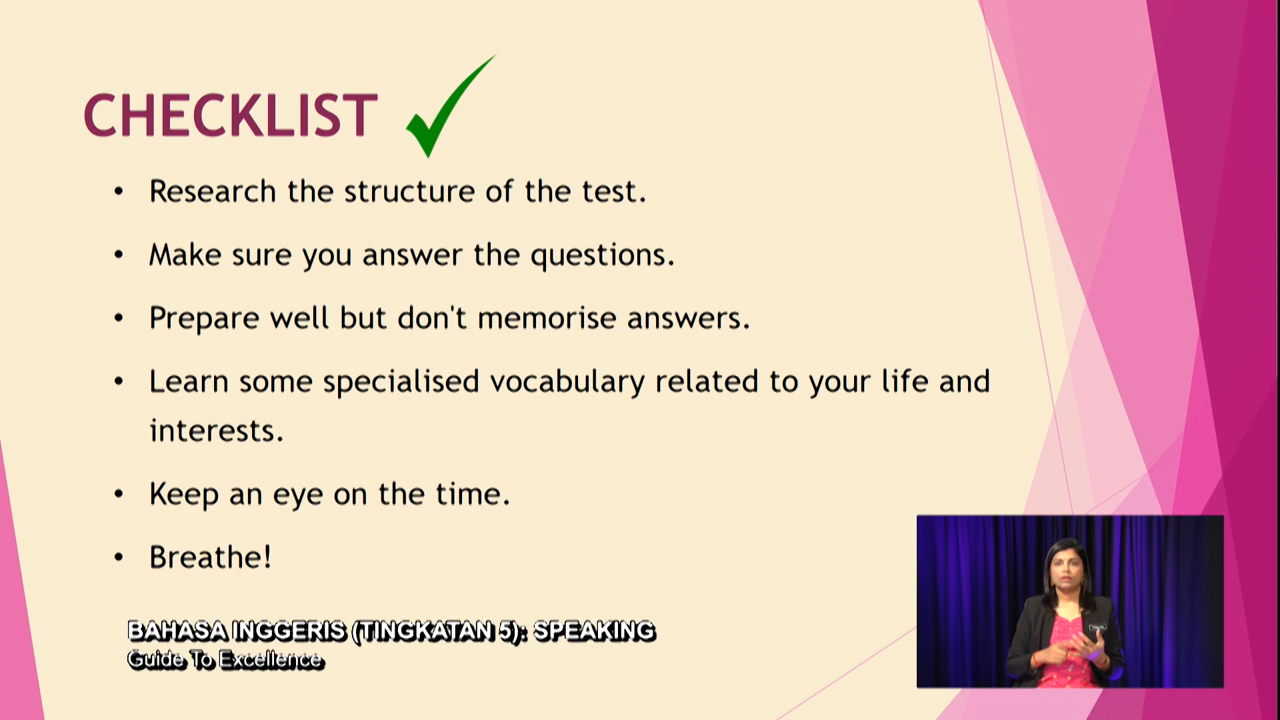 CHECKLIST
• Research the structure of the test.
• Make sure you answer the questions.
• Prepare well but don't memorise answers.
• Learn some specialised vocabulary related to your life and
interests.
• Keep an eye on the time.
• Breathe!
BAHASA INGGERIS (TINGKATAN 5): SPEAKING
Guide To Excellence